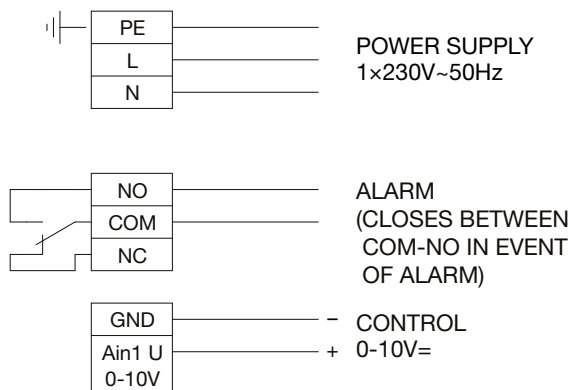 PE
L
N
POWER SUPPLY
1×230V~50Hz
NO
COM
NC
ALARM
(CLOSES BETWEEN
COM-NO IN EVENT
OF ALARM)
GND
Ain1 U
0-10V
– CONTROL
+ 0-10V=